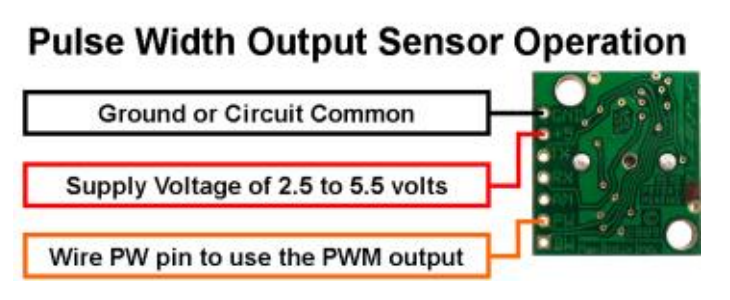 Pulse Width Output Sensor Operation
Ground or Circuit Common
Supply Voltage of 2.5 to 5.5 volts
Wire PW pin to use the PWM output